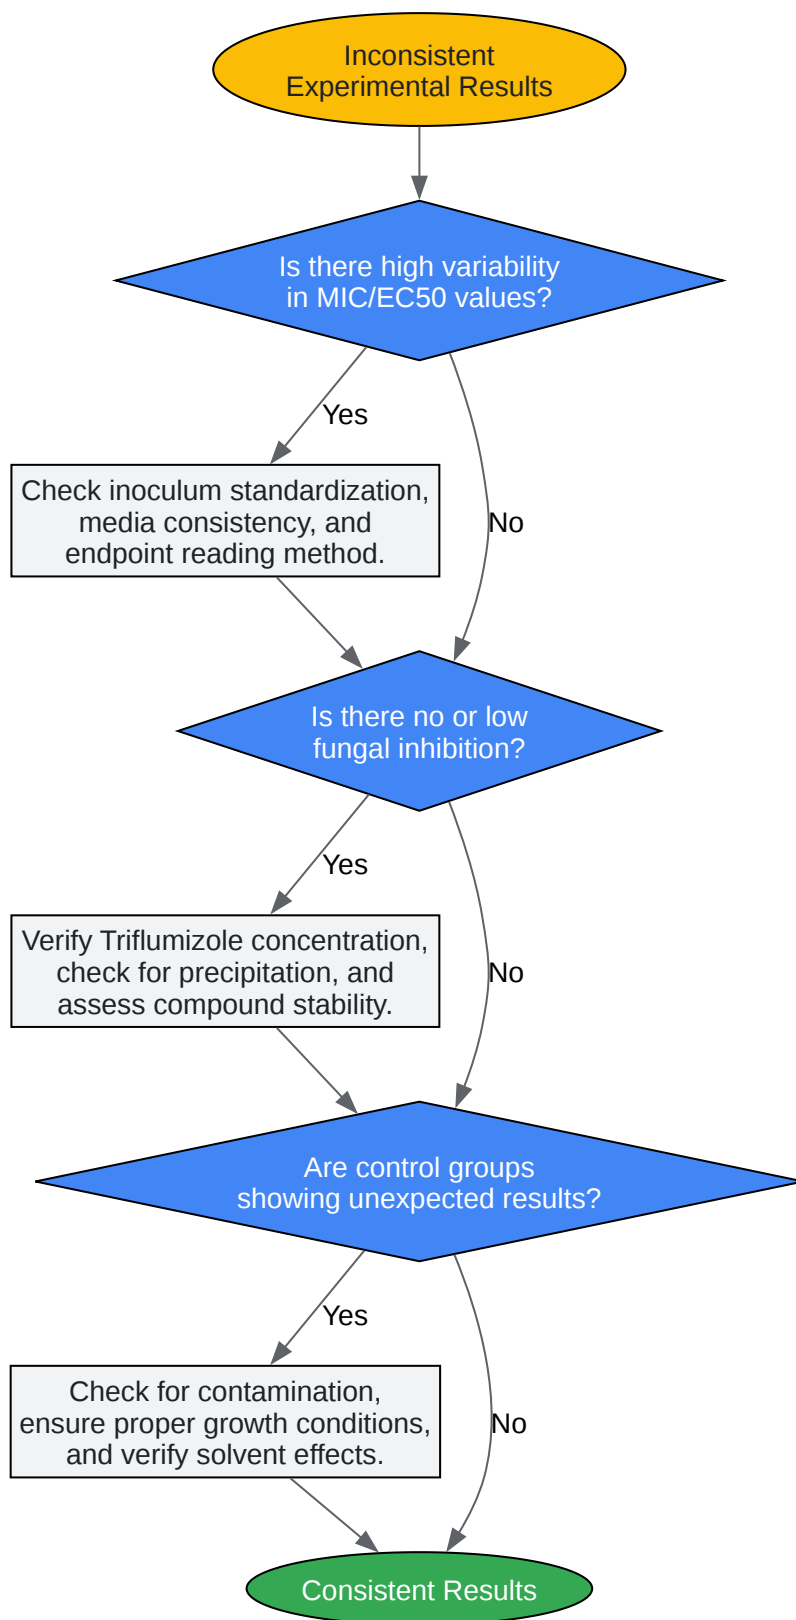 Inconsistent
Experimental Results
Is there high variability
in MIC/EC50 values?
Yes
Check inoculum standardization,
media consistency, and
endpoint reading method.
No
Is there no or low
fungal inhibition?
Yes
Verify Triflumizole concentration,
check for precipitation, and
assess compound stability.
No
Are control groups
showing unexpected results?
Yes
Check for contamination,
ensure proper growth conditions,
and verify solvent effects.
No
Consistent Results